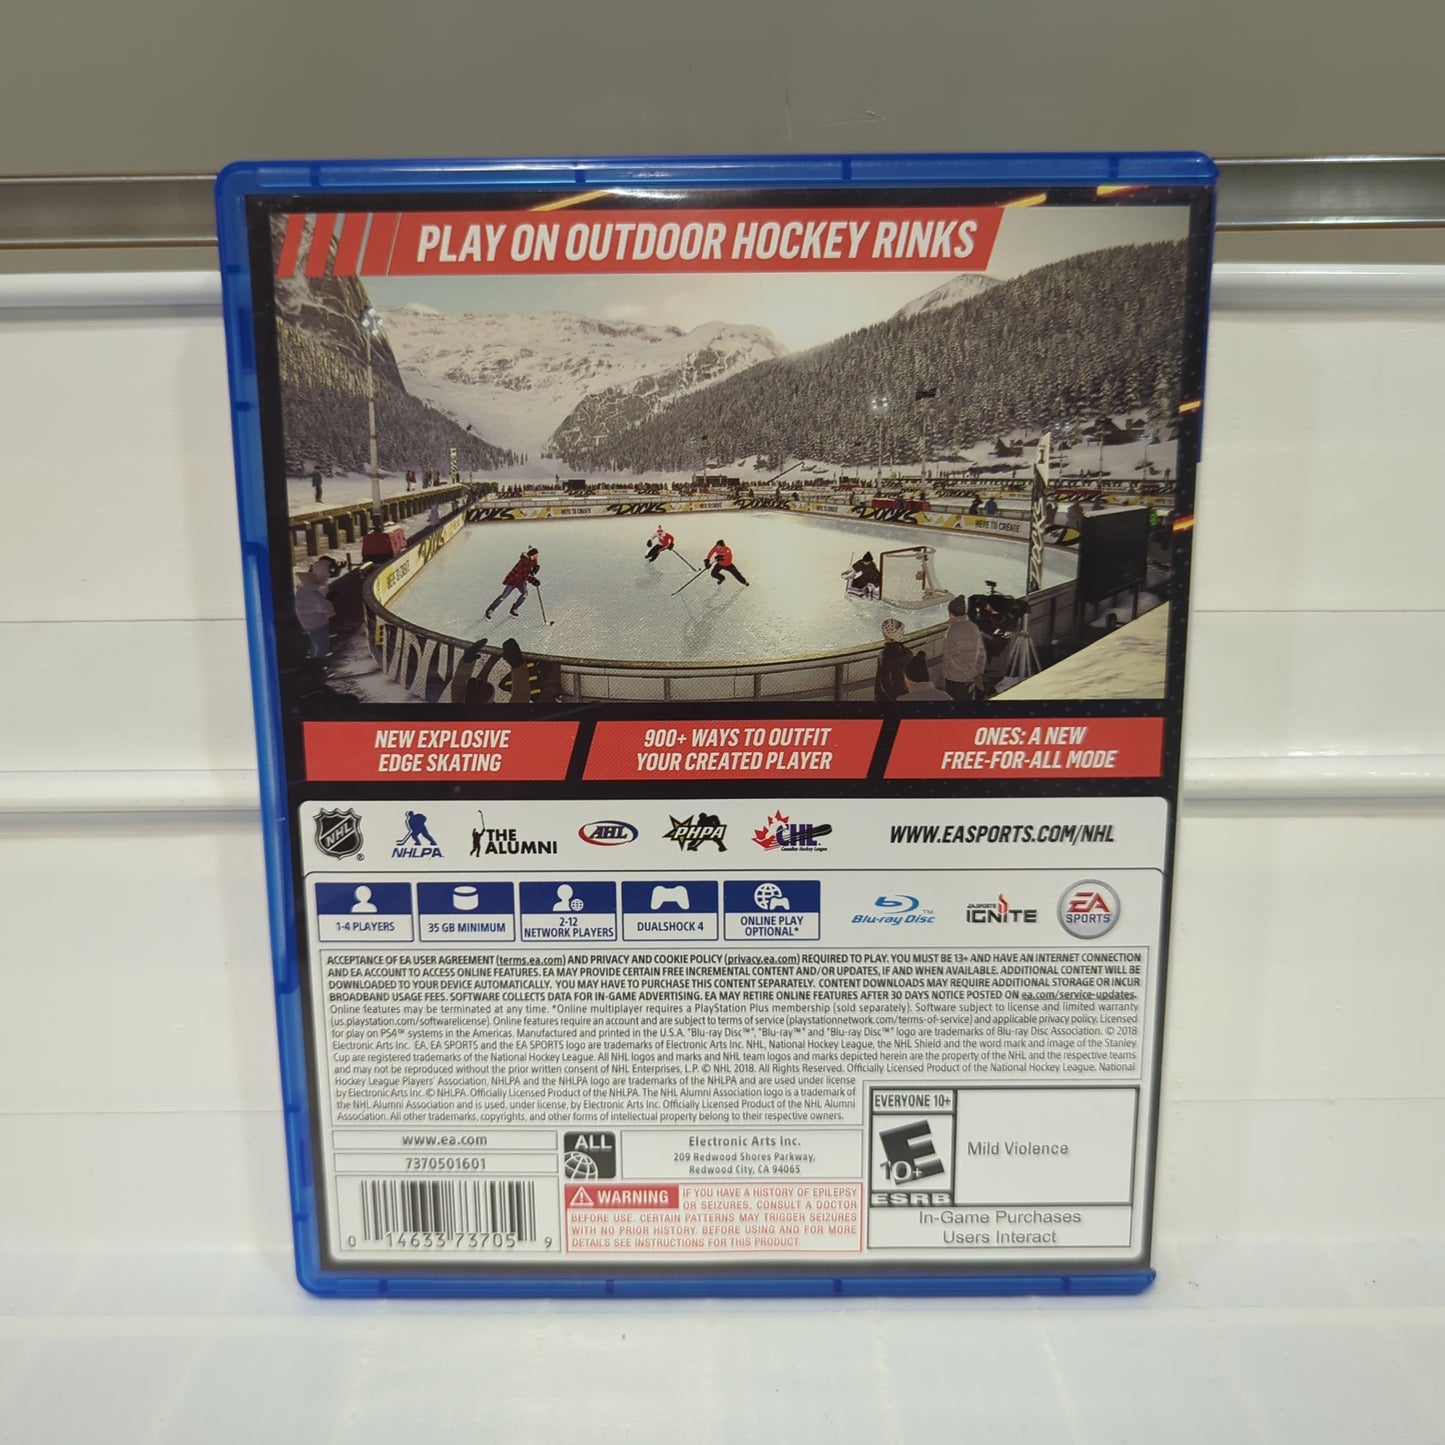 PLAY ON OUTDOOR HOCKEY RINKS
DOCKS
DOCKS
DOCKS
HERE TO CREATE
HERE TO CREATE
NEW EXPLOSIVE
EDGE SKATING
900+ WAYS TO OUTFIT
YOUR CREATED PLAYER
ONES: A NEW
FREE-FOR-ALL MODE
NHL ®
NHLPA
THE
ALUMNI
AHL
PHPA
CHL
Canadian Hockey League
WWW.EASPORTS.COM/NHL
1-4 PLAYERS
35 GB MINIMUM
2-12
NETWORK PLAYERS
DUALSHOCK 4
ONLINE PLAY
OPTIONAL*
Blu-ray Disc™
EA SPORTS
IGNITE
EA
SPORTS
ACCEPTANCE OF EA USER AGREEMENT (terms.ea.com) AND PRIVACY AND COOKIE POLICY (privacy.ea.com) REQUIRED TO PLAY. YOU MUST BE 13+ AND HAVE AN INTERNET CONNECTION
AND EA ACCOUNT TO ACCESS ONLINE FEATURES. EA MAY PROVIDE CERTAIN FREE INCREMENTAL CONTENT AND/OR UPDATES, IF AND WHEN AVAILABLE. ADDITIONAL CONTENT WILL BE
DOWNLOADED TO YOUR DEVICE AUTOMATICALLY. YOU MAY HAVE TO PURCHASE THIS CONTENT SEPARATELY. CONTENT DOWNLOADS MAY REQUIRE ADDITIONAL STORAGE OR INCUR
BROADBAND USAGE FEES. SOFTWARE COLLECTS DATA FOR IN-GAME ADVERTISING. EA MAY RETIRE ONLINE FEATURES AFTER 30 DAYS NOTICE POSTED ON ea.com/service-updates.
Online features may be terminated at any time. *Online multiplayer requires a PlayStation Plus membership (sold separately). Software subject to license and limited warranty
(us.playstation.com/softwarelicense). Online features require an account and are subject to terms of service (playstationnetwork.com/terms-of-service) and applicable privacy policy. Licensed
for play on PS4™ systems in the Americas. Manufactured and printed in the U.S.A. "Blu-ray Disc™", "Blu-ray™" and "Blu-ray Disc™" logo are trademarks of Blu-ray Disc Association. © 2018
Electronic Arts Inc. EA, EA SPORTS and the EA SPORTS logo are trademarks of Electronic Arts Inc. NHL, National Hockey League, the NHL Shield and the word mark and image of the Stanley
Cup are registered trademarks of the National Hockey League. All NHL logos and marks and NHL team logos and marks depicted herein are the property of the NHL and the respective teams
and may not be reproduced without the prior written consent of NHL Enterprises, L.P. © NHL 2018. All Rights Reserved. Officially Licensed Product of the National Hockey League. National
Hockey League Players' Association, NHLPA and the NHLPA logo are trademarks of the NHLPA and are used under license
by Electronic Arts Inc. © NHLPA. Officially Licensed Product of the NHLPA. The NHL Alumni Association logo is a trademark of
the NHL Alumni Association and is used, under license, by Electronic Arts Inc. Officially Licensed Product of the NHL Alumni
Association. All other trademarks, copyrights, and other forms of intellectual property belong to their respective owners.
www.ea.com
7370501601
0 14633 73705 9
ALL
Electronic Arts Inc.
209 Redwood Shores Parkway,
Redwood City, CA 94065
WARNING IF YOU HAVE A HISTORY OF EPILEPSY
OR SEIZURES, CONSULT A DOCTOR
BEFORE USE. CERTAIN PATTERNS MAY TRIGGER SEIZURES
WITH NO PRIOR HISTORY. BEFORE USING AND FOR MORE
DETAILS SEE INSTRUCTIONS FOR THIS PRODUCT.
EVERYONE 10+
E
10+
ESRB
Mild Violence
In-Game Purchases
Users Interact